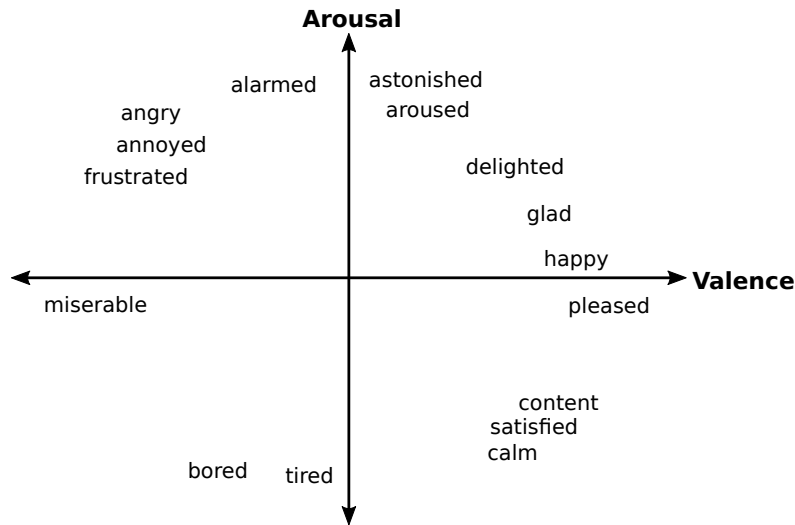 Arousal
alarmed
astonished
angry
aroused
annoyed
frustrated
delighted
glad
happy
Valence
miserable
pleased
content
satisfied
calm
bored
tired